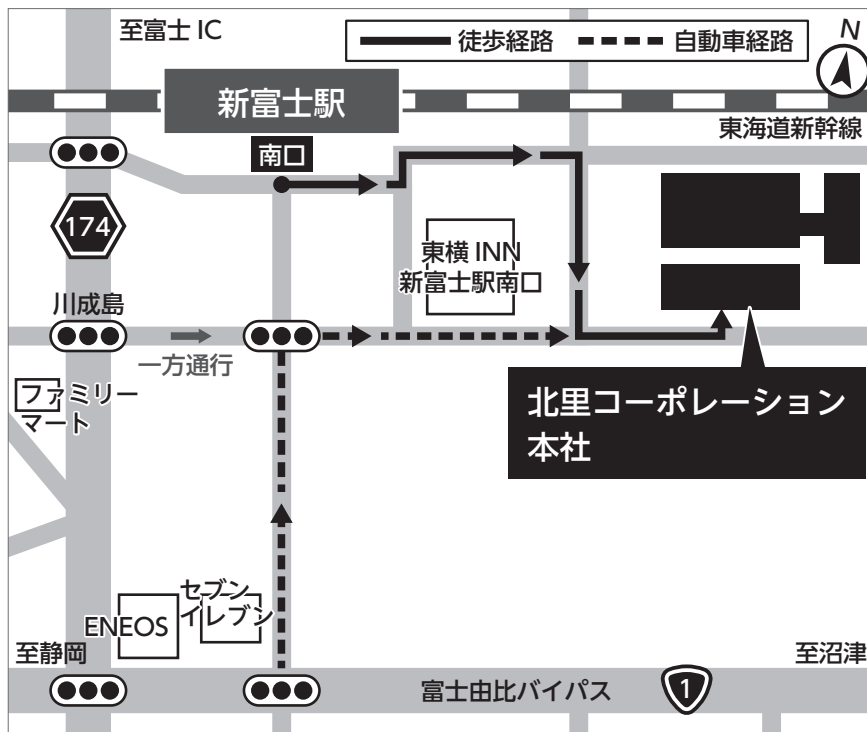 至富士 IC
徒歩経路
自動車経路
N
新富士駅
東海道新幹線
南口
174
東横 INN
新富士駅南口
川成島
一方通行
ファミリー
マート
北里コーポレーション
本社
セブン
イレブン
ENEOS
至静岡
至沼津
富士由比バイパス
1